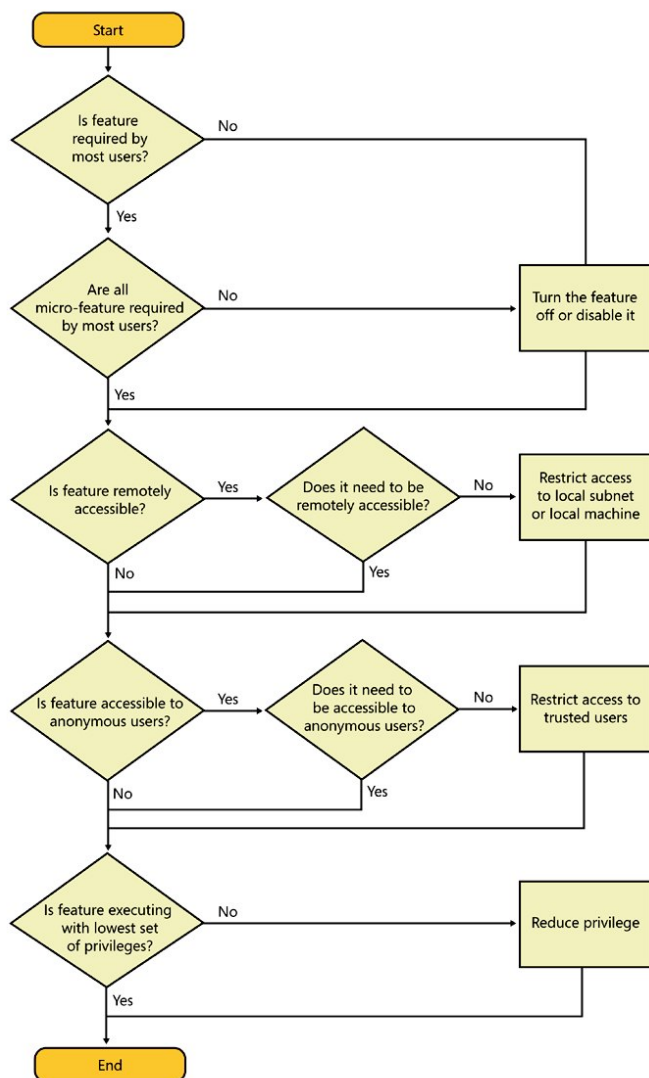 Start
Is feature
required by
most users?
No
Yes
Are all
micro-feature required
by most users?
No
Turn the feature
off or disable it
Yes
Is feature remotely
accessible?
Yes
Does it need to be
remotely accessible?
No
Restrict access
to local subnet
or local machine
No
Yes
Is feature accessible to
anonymous users?
Yes
Does it need to
be accessible to
anonymous users?
No
Restrict access to
trusted users
No
Yes
Is feature executing
with lowest set
of privileges?
No
Reduce privilege
Yes
End